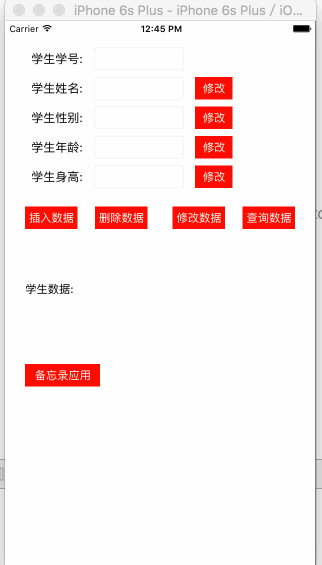 iPhone 6s Plus - iPhone 6s Plus / iO...
Carrier 12:45 PM
学生学号:
学生姓名: 修改
学生性别: 修改
学生年龄: 修改
学生身高: 修改
插入数据 删除数据 修改数据 查询数据
学生数据:
备忘录应用